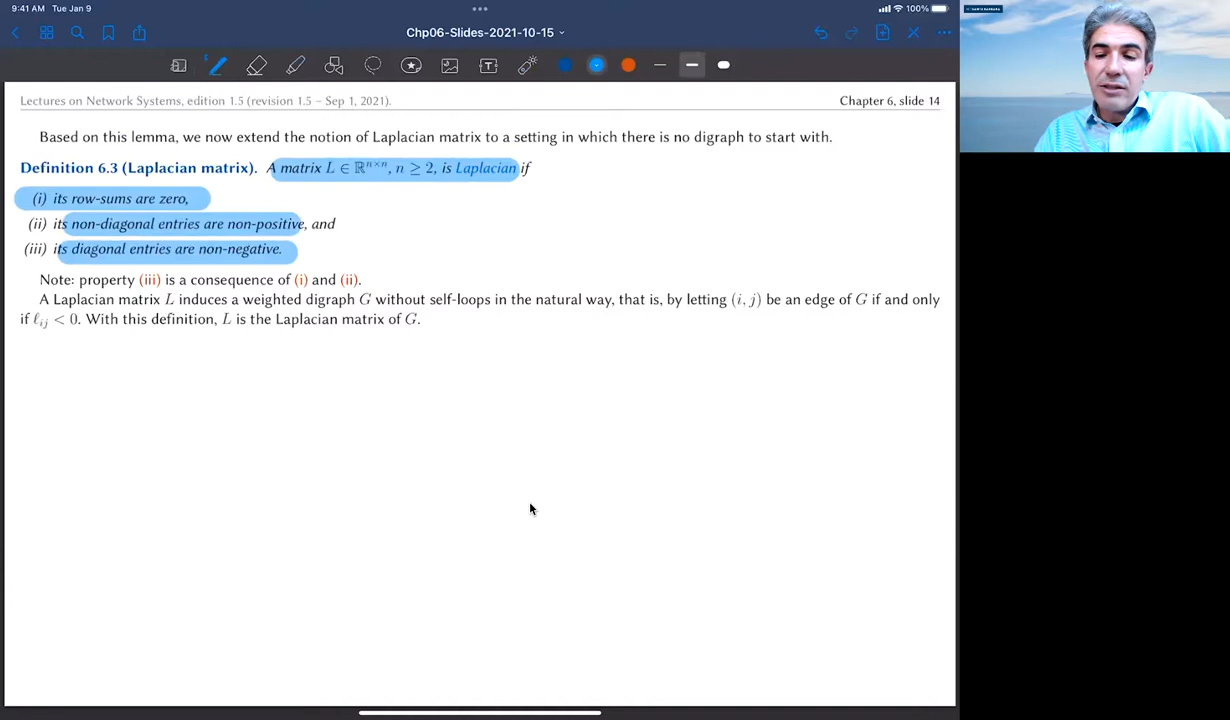 9:41 AM Tue Jan 9
100%
Chp06-Slides-2021-10-15
Lectures on Network Systems, edition 1.5 (revision 1.5 – Sep 1, 2021).
Chapter 6, slide 14
Based on this lemma, we now extend the notion of Laplacian matrix to a setting in which there is no digraph to start with.
Definition 6.3 (Laplacian matrix). A matrix L ∈ ℝⁿˣⁿ, n ≥ 2, is Laplacian if
(i) its row-sums are zero,
(ii) its non-diagonal entries are non-positive, and
(iii) its diagonal entries are non-negative.
Note: property (iii) is a consequence of (i) and (ii).
A Laplacian matrix L induces a weighted digraph G without self-loops in the natural way, that is, by letting (i, j) be an edge of G if and only
if ℓᵢⱼ < 0. With this definition, L is the Laplacian matrix of G.